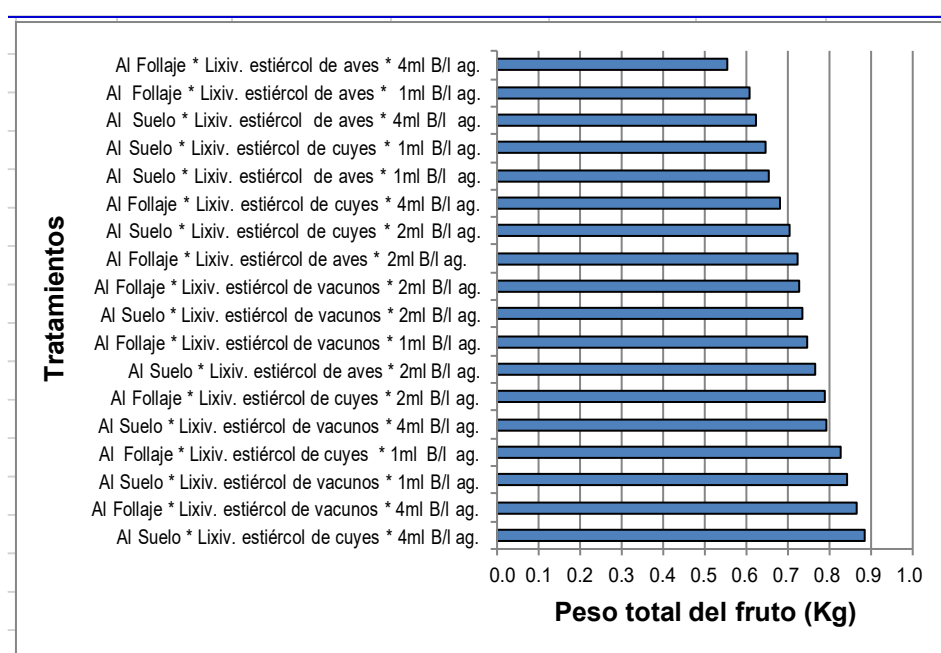 Al Follaje * Lixiv. estiércol de aves * 4ml B/l ag.
Al Follaje * Lixiv. estiércol de aves * 1ml B/l ag.
Al Suelo * Lixiv. estiércol de aves * 4ml B/l ag.
Al Suelo * Lixiv. estiércol de cuyes * 1ml B/l ag.
Al Suelo * Lixiv. estiércol de aves * 1ml B/l ag.
Al Follaje * Lixiv. estiércol de cuyes * 4ml B/l ag.
Al Suelo * Lixiv. estiércol de cuyes * 2ml B/l ag.
Al Follaje * Lixiv. estiércol de aves * 2ml B/l ag.
Al Follaje * Lixiv. estiércol de vacunos * 2ml B/l ag.
Al Suelo * Lixiv. estiércol de vacunos * 2ml B/l ag.
Al Follaje * Lixiv. estiércol de vacunos * 1ml B/l ag.
Al Suelo * Lixiv. estiércol de aves * 2ml B/l ag.
Al Follaje * Lixiv. estiércol de cuyes * 2ml B/l ag.
Al Suelo * Lixiv. estiércol de vacunos * 4ml B/l ag.
Al Follaje * Lixiv. estiércol de cuyes * 1ml B/l ag.
Al Suelo * Lixiv. estiércol de vacunos * 1ml B/l ag.
Al Follaje * Lixiv. estiércol de vacunos * 4ml B/l ag.
Al Suelo * Lixiv. estiércol de cuyes * 4ml B/l ag.
Tratamientos
0.0 0.1 0.2 0.3 0.4 0.5 0.6 0.7 0.8 0.9 1.0
Peso total del fruto (Kg)